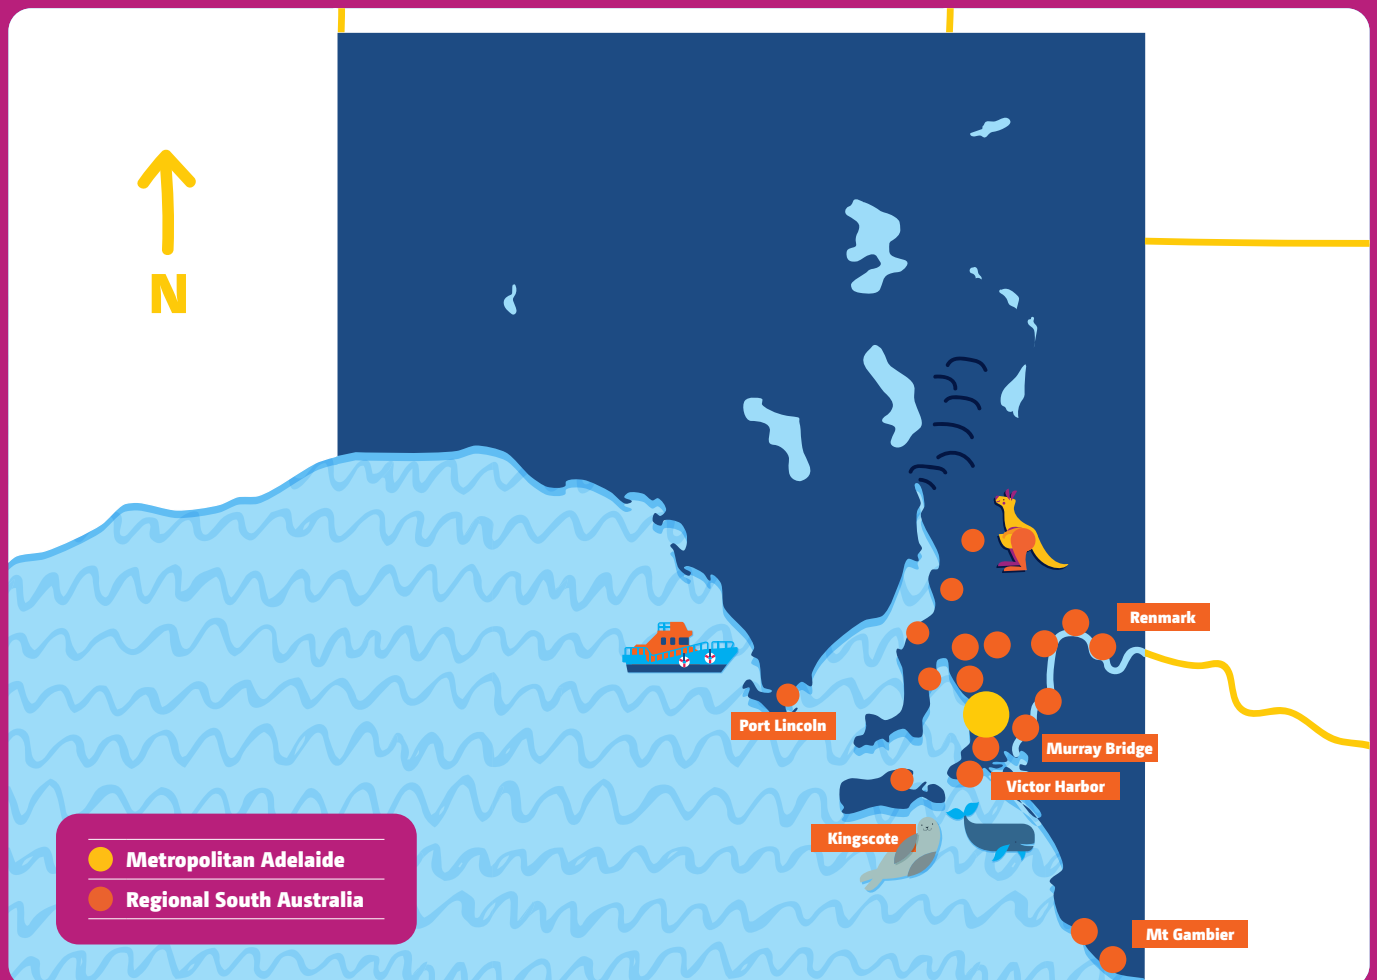 N
Renmark
Port Lincoln
Murray Bridge
Victor Harbor
Kingscote
Metropolitan Adelaide
Regional South Australia
Mt Gambier